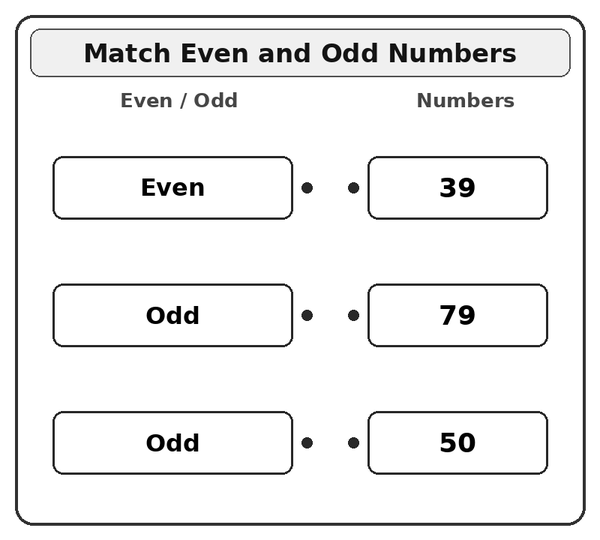 Match Even and Odd Numbers
Even / Odd Numbers
Even 39
Odd 79
Odd 50